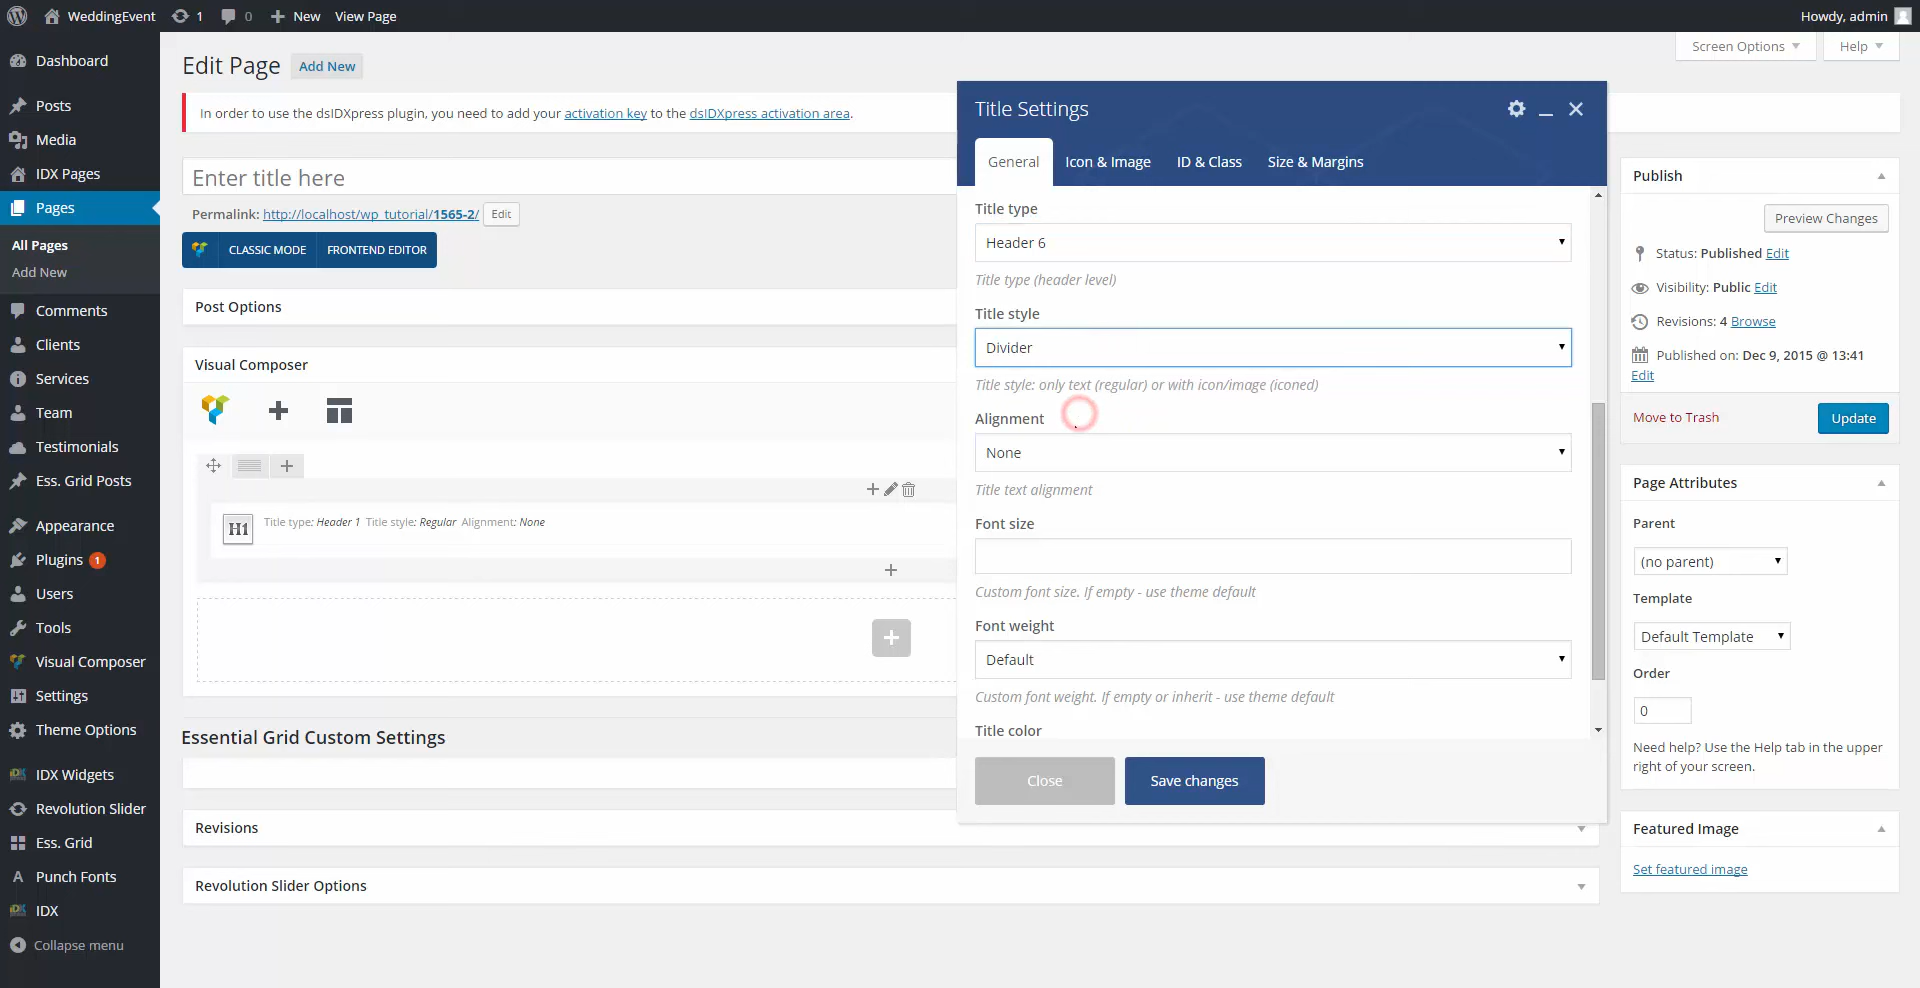 WeddingEvent 1 0 New View Page Howdy, admin
Dashboard
Posts
Media
IDX Pages
Pages
All Pages
Add New
Comments
Clients
Services
Team
Testimonials
Ess. Grid Posts
Appearance
Plugins 1
Users
Tools
Visual Composer
Settings
Theme Options
IDX Widgets
Revolution Slider
Ess. Grid
Punch Fonts
IDX
Collapse menu
Screen Options Help
Edit Page Add New
In order to use the dsIDXpress plugin, you need to add your activation key to the dsIDXpress activation area.
Enter title here
Permalink: http://localhost/wp_tutorial/1565-2/ Edit
CLASSIC MODE FRONTEND EDITOR
Post Options
Visual Composer
H1 Title type: Header 1 Title style: Regular Alignment: None
Essential Grid Custom Settings
Revisions
Revolution Slider Options
Title Settings
General Icon & Image ID & Class Size & Margins
Title type
Header 6
Title type (header level)
Title style
Divider
Title style: only text (regular) or with icon/image (iconed)
Alignment
None
Title text alignment
Font size
Custom font size. If empty - use theme default
Font weight
Default
Custom font weight. If empty or inherit - use theme default
Title color
Close Save changes
Publish
Preview Changes
Status: Published Edit
Visibility: Public Edit
Revisions: 4 Browse
Published on: Dec 9, 2015 @ 13:41
Edit
Move to Trash Update
Page Attributes
Parent
(no parent)
Template
Default Template
Order
0
Need help? Use the Help tab in the upper
right of your screen.
Featured Image
Set featured image